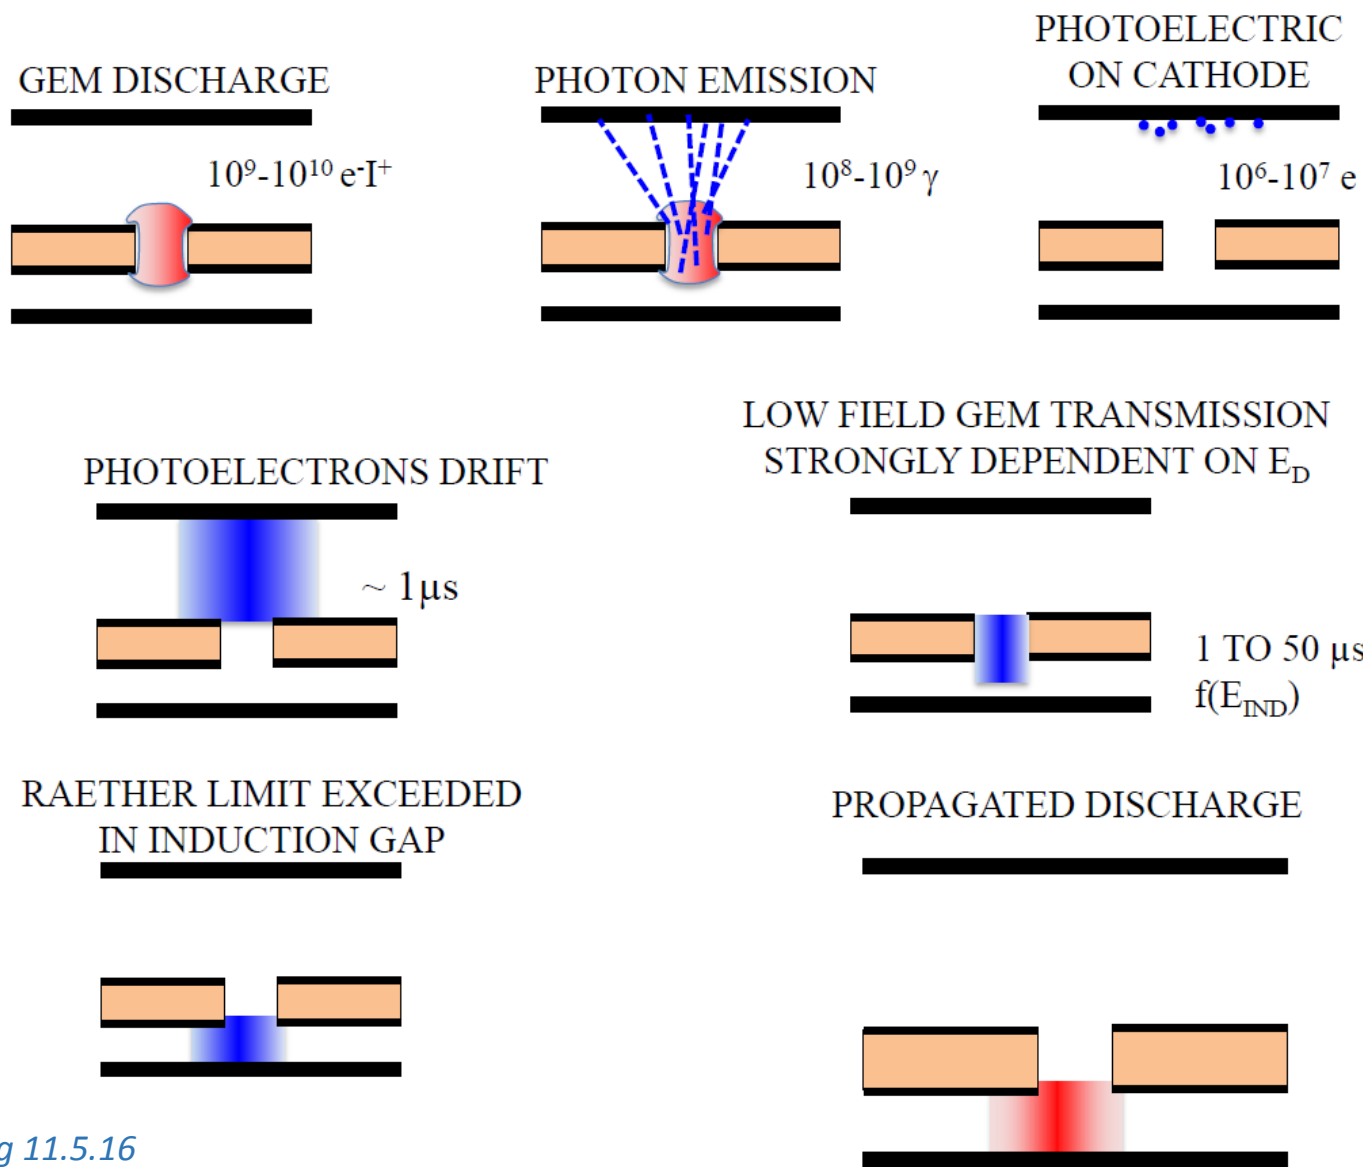 GEM DISCHARGE
10⁹-10¹⁰ e⁻I⁺
PHOTON EMISSION
10⁸-10⁹ γ
PHOTOELECTRIC
ON CATHODE
10⁶-10⁷ e
PHOTOELECTRONS DRIFT
~ 1μs
LOW FIELD GEM TRANSMISSION
STRONGLY DEPENDENT ON E_D
1 TO 50 μs
f(E_IND)
RAETHER LIMIT EXCEEDED
IN INDUCTION GAP
PROPAGATED DISCHARGE
g 11.5.16